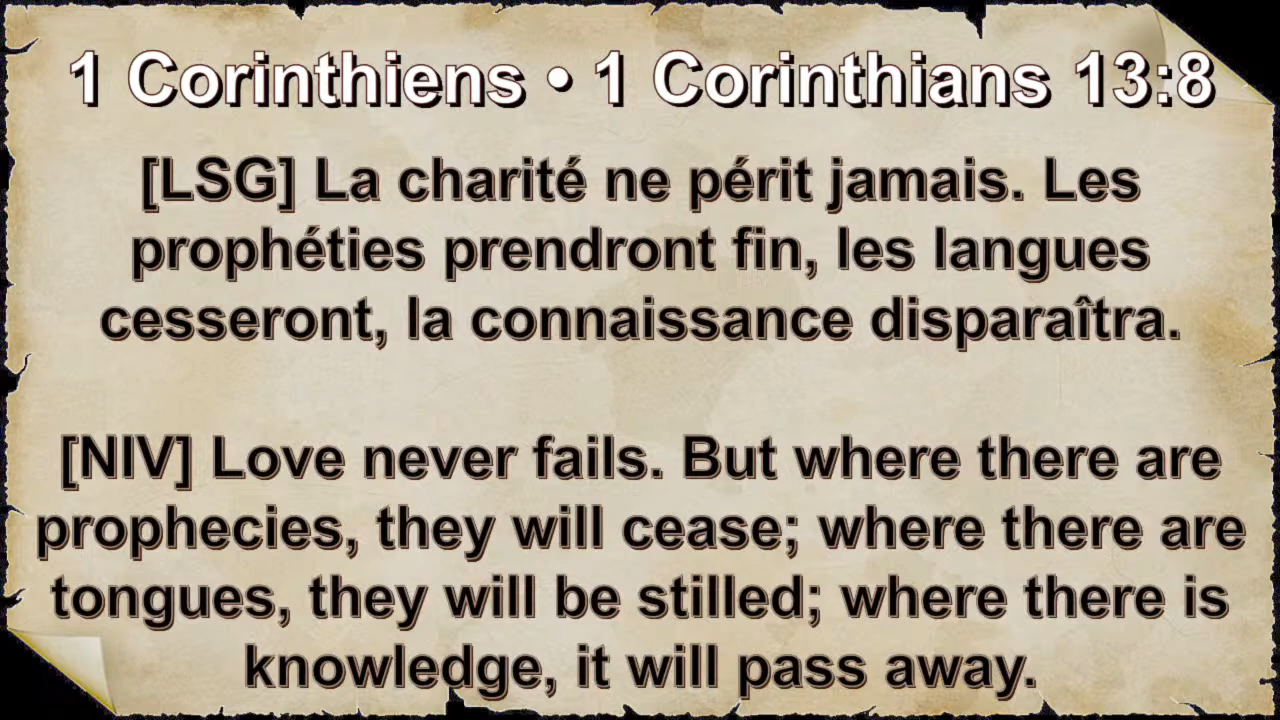 1 Corinthiens • 1 Corinthians 13:8
[LSG] La charité ne périt jamais. Les
prophéties prendront fin, les langues
cesseront, la connaissance disparaîtra.
[NIV] Love never fails. But where there are
prophecies, they will cease; where there are
tongues, they will be stilled; where there is
knowledge, it will pass away.